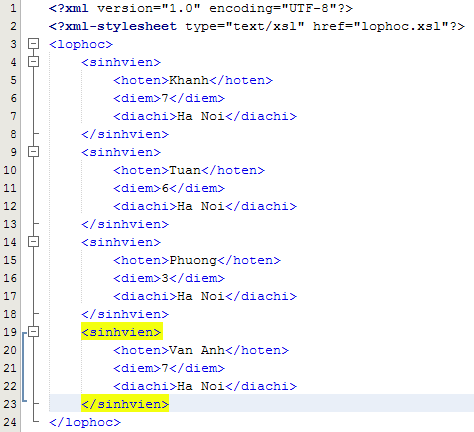 1 <?xml version="1.0" encoding="UTF-8"?>
2 <?xml-stylesheet type="text/xsl" href="lophoc.xsl"?>
3 <lophoc>
4 <sinhvien>
5 <hoten>Khanh</hoten>
6 <diem>7</diem>
7 <diachi>Ha Noi</diachi>
8 </sinhvien>
9 <sinhvien>
10 <hoten>Tuan</hoten>
11 <diem>6</diem>
12 <diachi>Ha Noi</diachi>
13 </sinhvien>
14 <sinhvien>
15 <hoten>Phuong</hoten>
16 <diem>3</diem>
17 <diachi>Ha Noi</diachi>
18 </sinhvien>
19 <sinhvien>
20 <hoten>Van Anh</hoten>
21 <diem>7</diem>
22 <diachi>Ha Noi</diachi>
23 </sinhvien>
24 </lophoc>